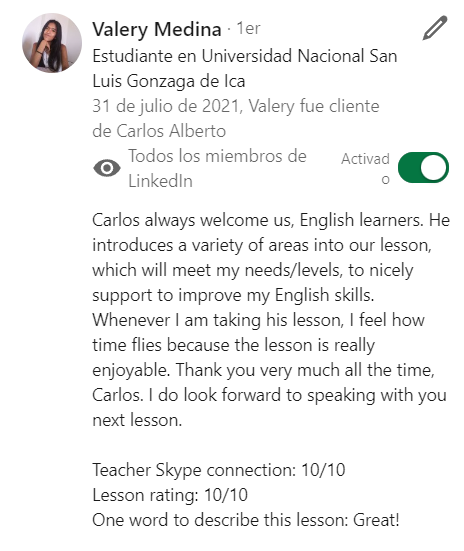 Valery Medina · 1er
Estudiante en Universidad Nacional San
Luis Gonzaga de Ica
31 de julio de 2021, Valery fue cliente
de Carlos Alberto
Todos los miembros de
LinkedIn
Activad
o
Carlos always welcome us, English learners. He
introduces a variety of areas into our lesson,
which will meet my needs/levels, to nicely
support to improve my English skills.
Whenever I am taking his lesson, I feel how
time flies because the lesson is really
enjoyable. Thank you very much all the time,
Carlos. I do look forward to speaking with you
next lesson.
Teacher Skype connection: 10/10
Lesson rating: 10/10
One word to describe this lesson: Great!